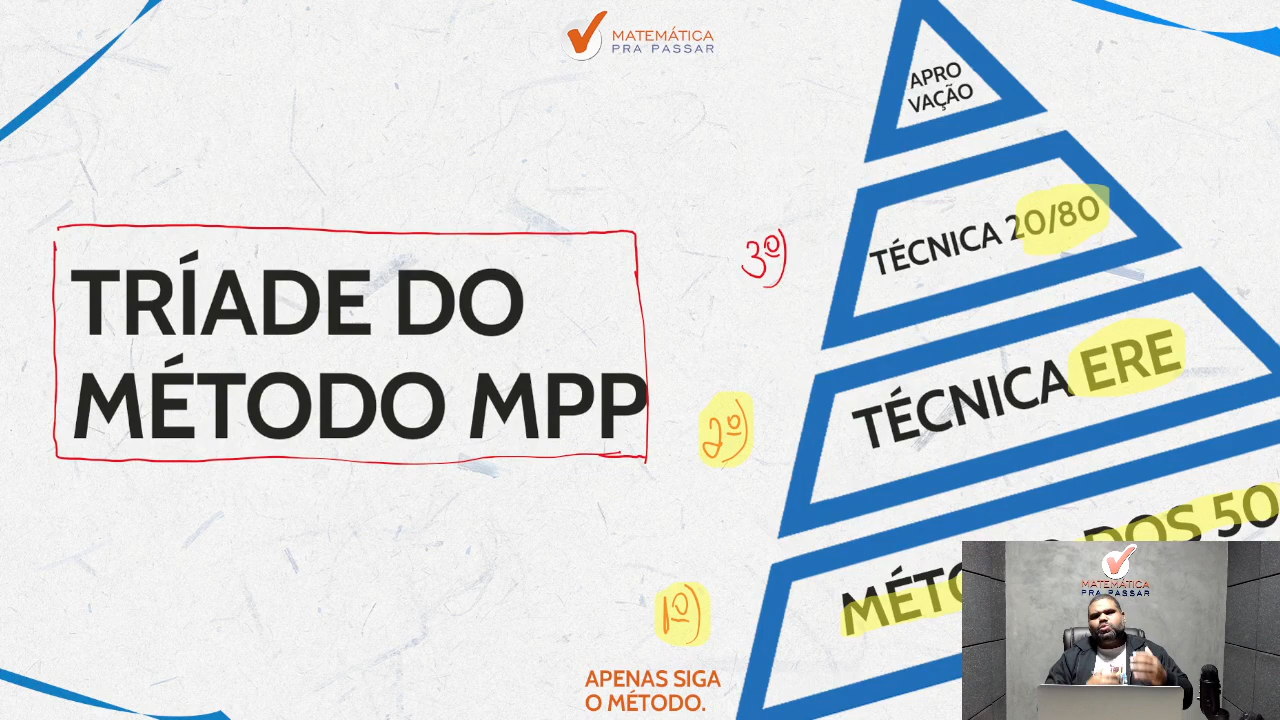 MATEMÁTICA
PRA PASSAR
APRO
VAÇÃO
TÉCNICA 20/80
3º)
TRÍADE DO
MÉTODO MPP
TÉCNICA ERE
2º)
DOS 50
1º)
APENAS SIGA
O MÉTODO.
MATEMÁTICA
PRA PASSAR